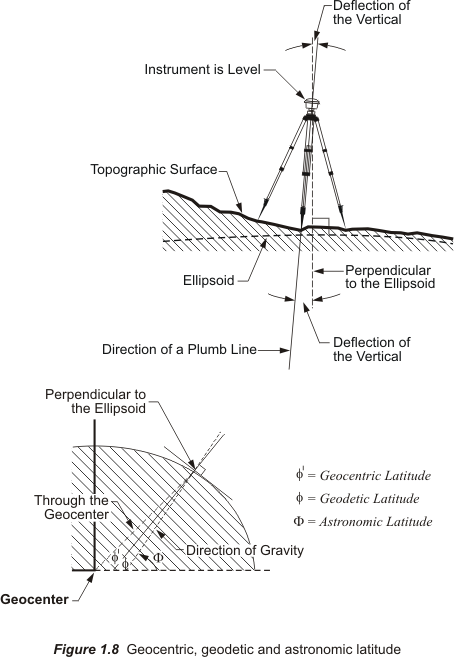 Deflection of
the Vertical
Instrument is Level
Topographic Surface
Ellipsoid
Perpendicular
to the Ellipsoid
Deflection of
the Vertical
Direction of a Plumb Line
Perpendicular to
the Ellipsoid
ϕ' = Geocentric Latitude
ϕ = Geodetic Latitude
Φ = Astronomic Latitude
Through the
Geocenter
Direction of Gravity
ϕ' ϕ Φ
Geocenter
Figure 1.8 Geocentric, geodetic and astronomic latitude